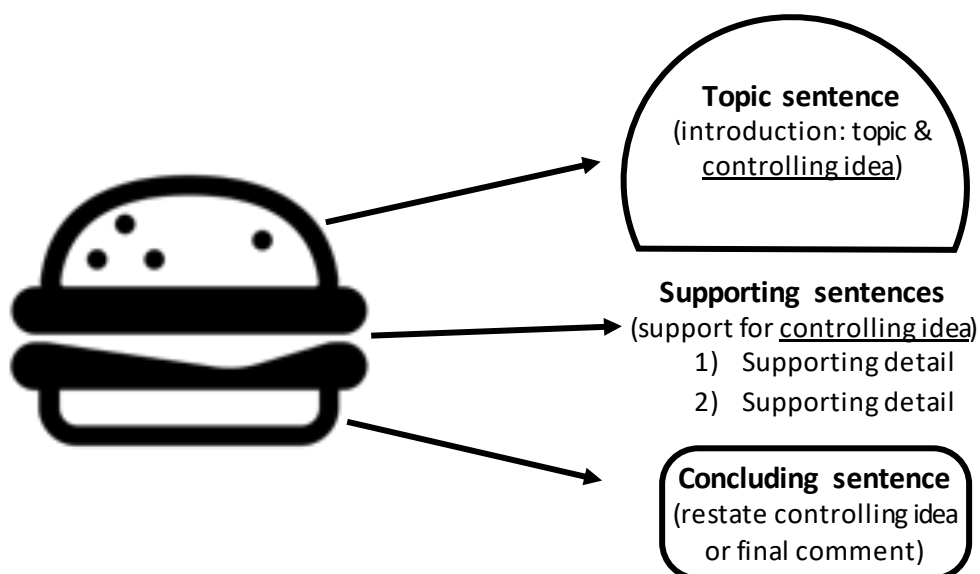 Topic sentence
(introduction: topic &
controlling idea)
Supporting sentences
(support for controlling idea)
1) Supporting detail
2) Supporting detail
Concluding sentence
(restate controlling idea
or final comment)